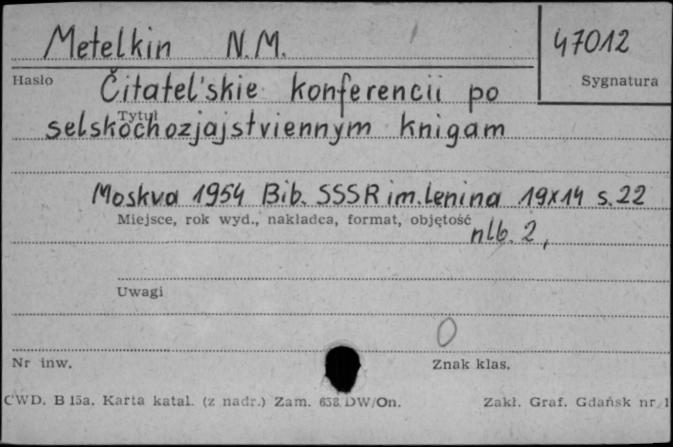 Metelkin N.M.
47012
Hasło
Sygnatura
Čitatel'skie konferencii po
Tytuł
selskochozjajstviennym knigam
Moskva 1954 Bib. SSSR im. Lenina 19x14 s. 22
Miejsce, rok wyd., nakładca, format, objętość
nlb. 2,
Uwagi
0
Nr inw.
Znak klas.
CWD. B 15a. Karta katal. (z nadr.) Zam. 638 DW/On.
Zakł. Graf. Gdańsk nr 1